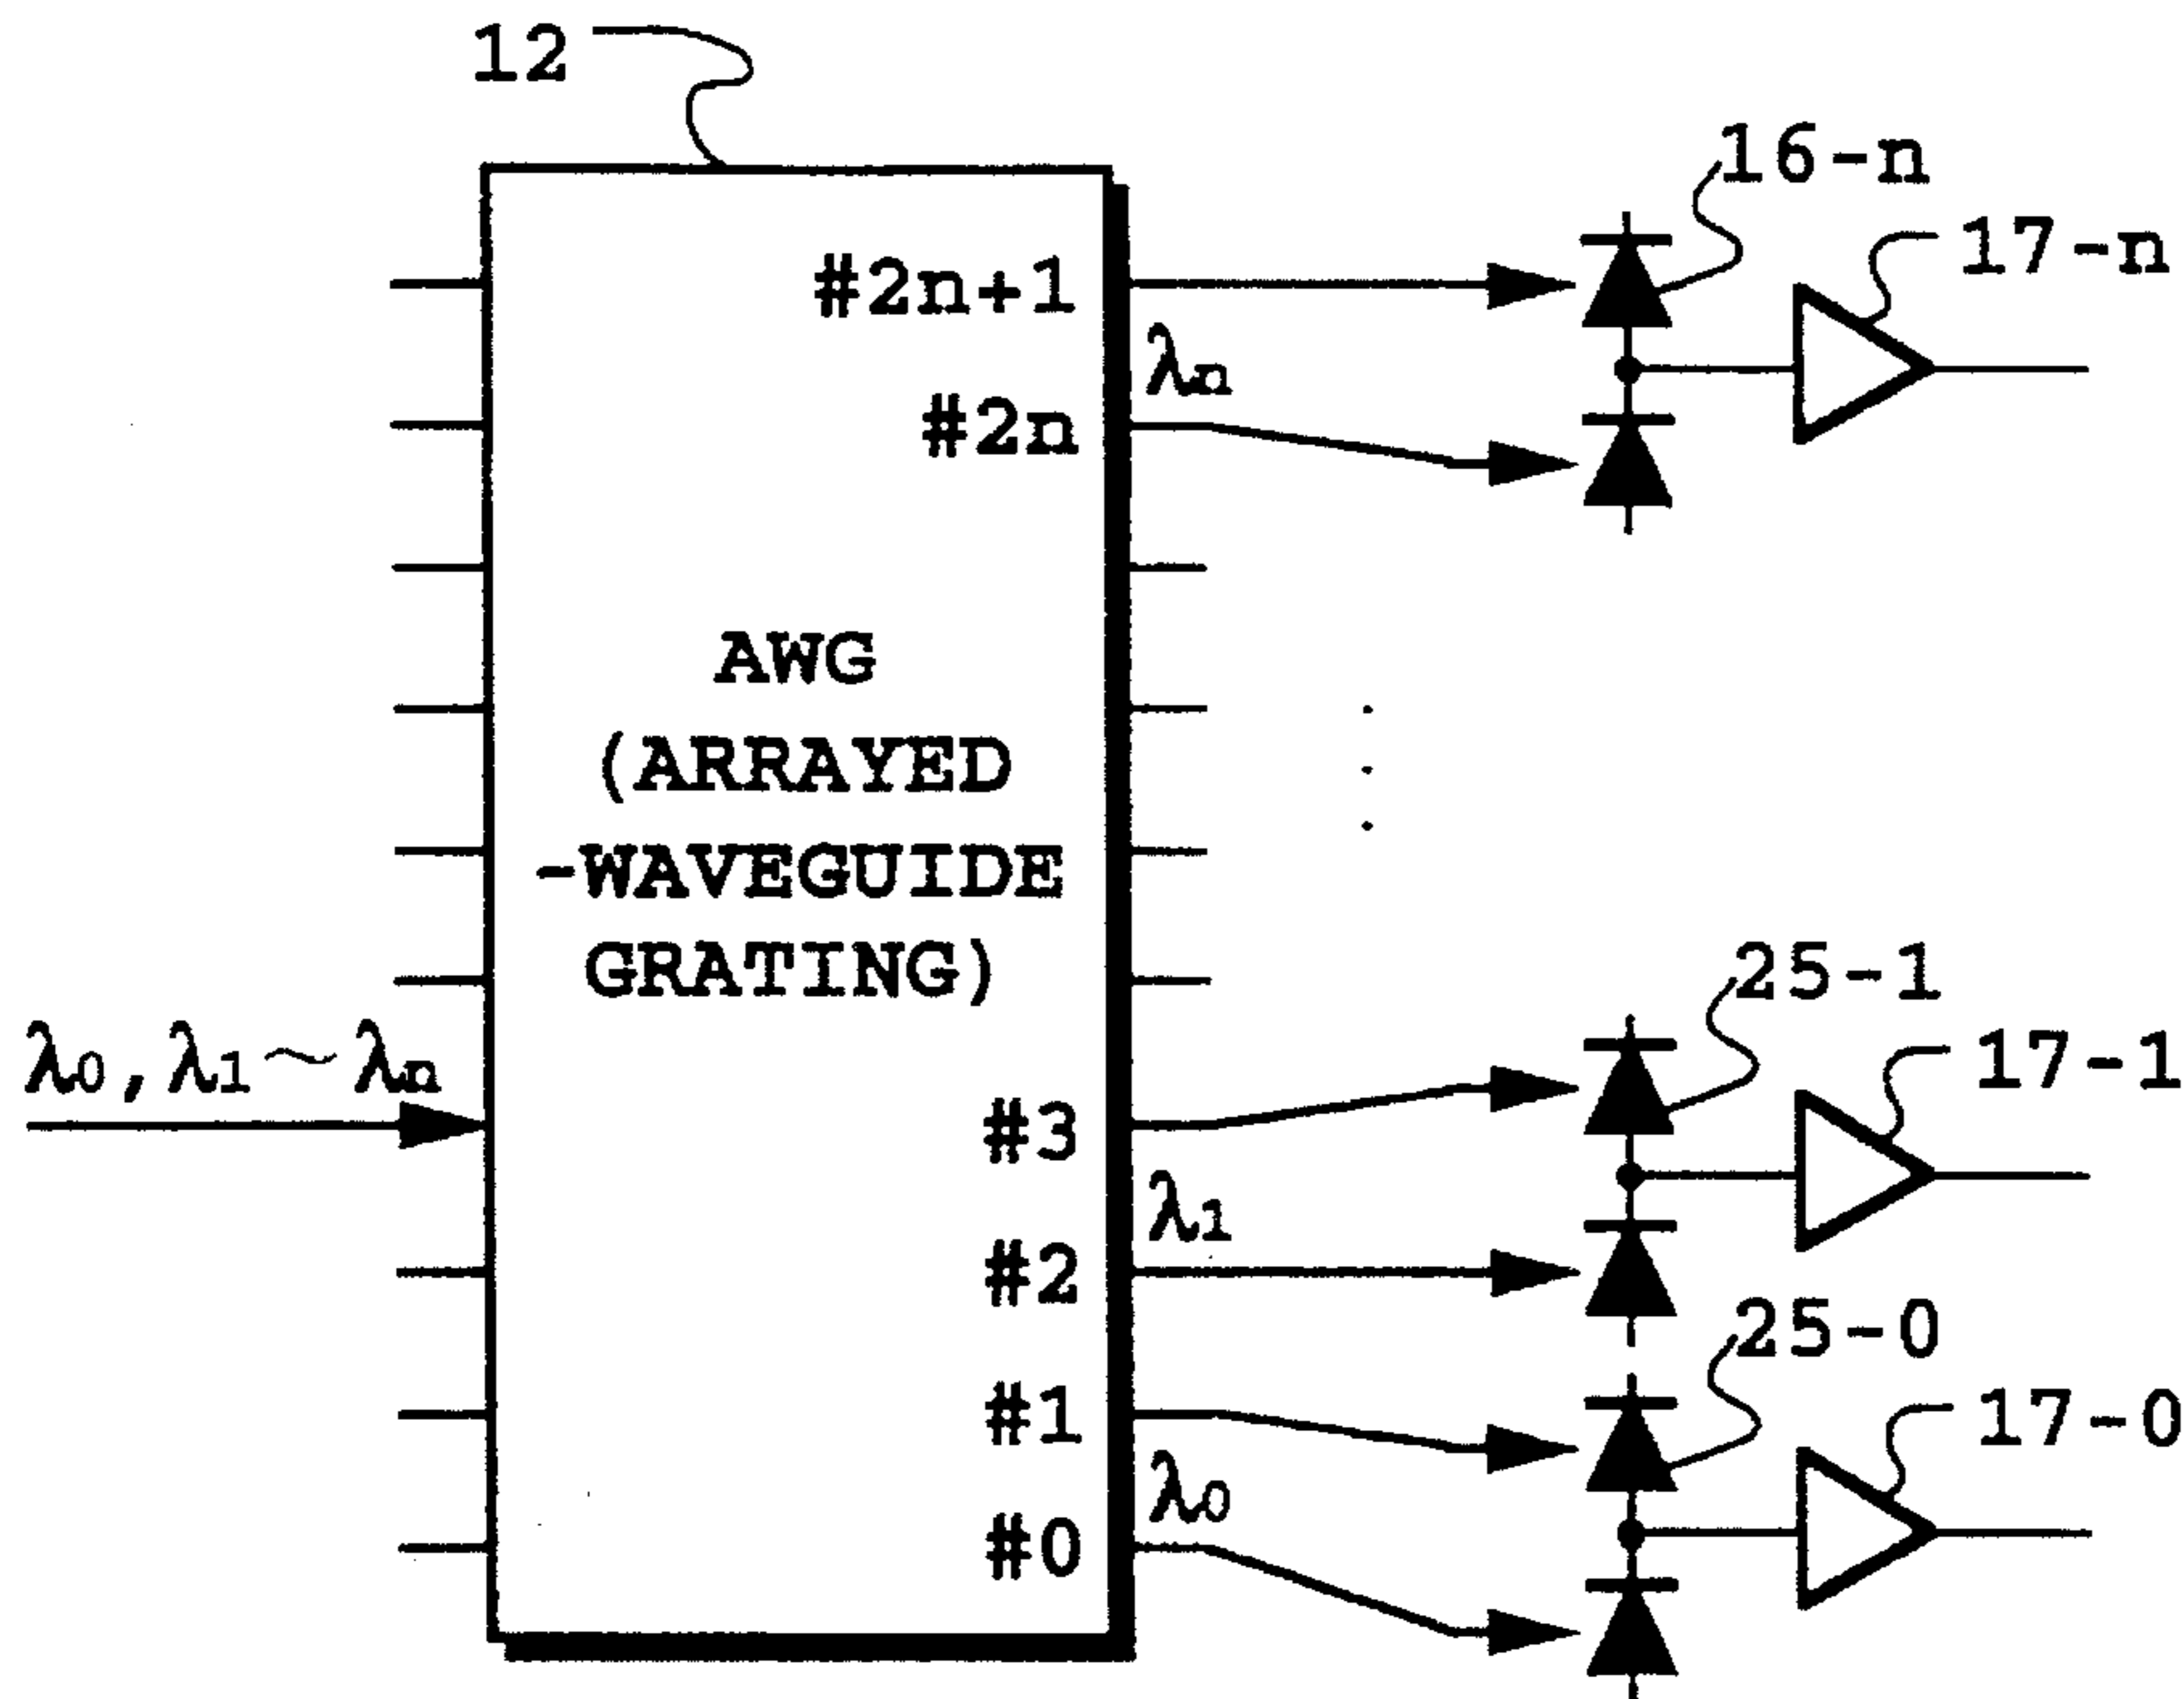 12
16-n
17-n
#2n+1
λn
#2n
AWG
(ARRAYED
-WAVEGUIDE
GRATING)
25-1
17-1
λ0,λ1~λn
#3
λ1
#2
25-0
17-0
#1
λ0
#0